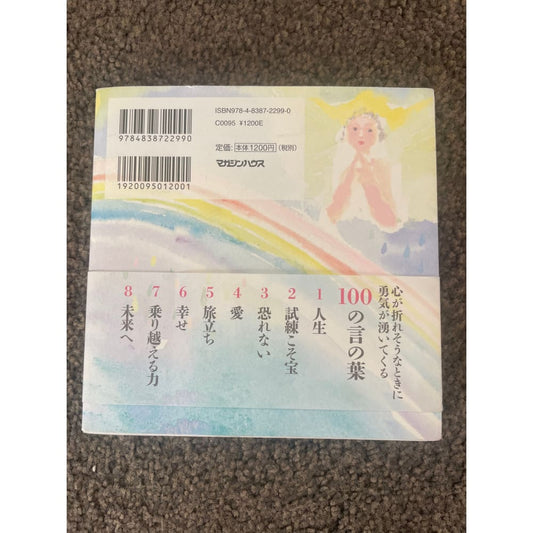 ISBN978-4-8387-2299-0
C0095 ¥1200E
定価:本体1200円(税別)
マガジンハウス
9784838722990
1920095012001
心が折れそうなときに
勇気が湧いてくる
100の言の葉
1 人生
2 試練こそ宝
3 恐れない
4 愛
5 旅立ち
6 幸せ
7 乗り越える力
8 未来へ